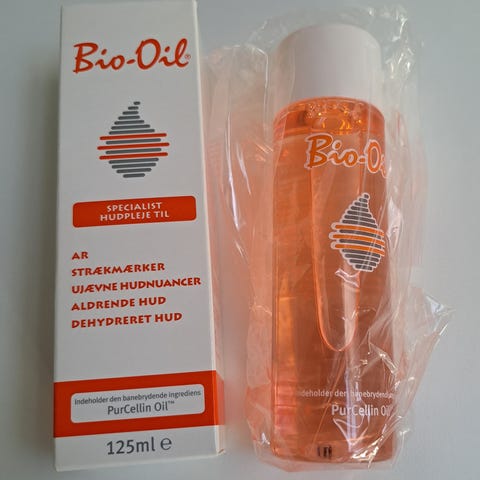 Bio-Oil®
SPECIALIST
HUDPLEJE TIL
AR
STRÆKMÆRKER
UJÆVNE HUDNUANCER
ALDRENDE HUD
DEHYDRERET HUD
Indeholder den banebrydende ingrediens
PurCellin Oil™
125ml ℮
Bio-Oil
Indeholder den banebrydende ingrediens
PurCellin Oil